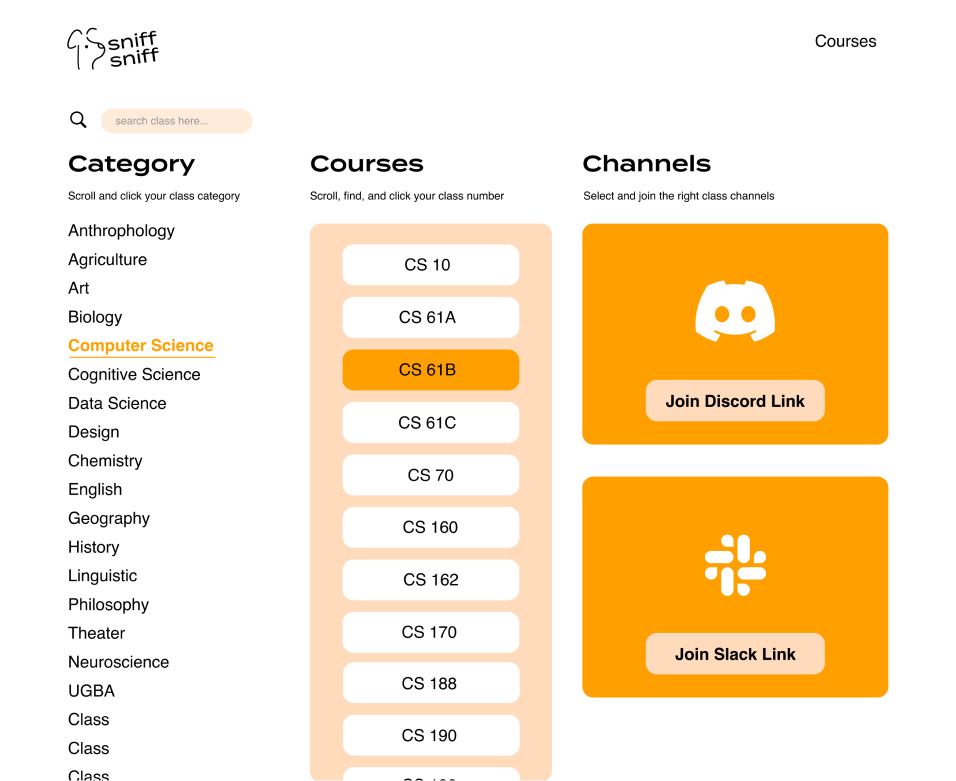 sniff
sniff
Courses
search class here...
Category
Scroll and click your class category
Anthrophology
Agriculture
Art
Biology
Computer Science
Cognitive Science
Data Science
Design
Chemistry
English
Geography
History
Linguistic
Philosophy
Theater
Neuroscience
UGBA
Class
Class
Class
Courses
Scroll, find, and click your class number
CS 10
CS 61A
CS 61B
CS 61C
CS 70
CS 160
CS 162
CS 170
CS 188
CS 190
Channels
Select and join the right class channels
Join Discord Link
Join Slack Link